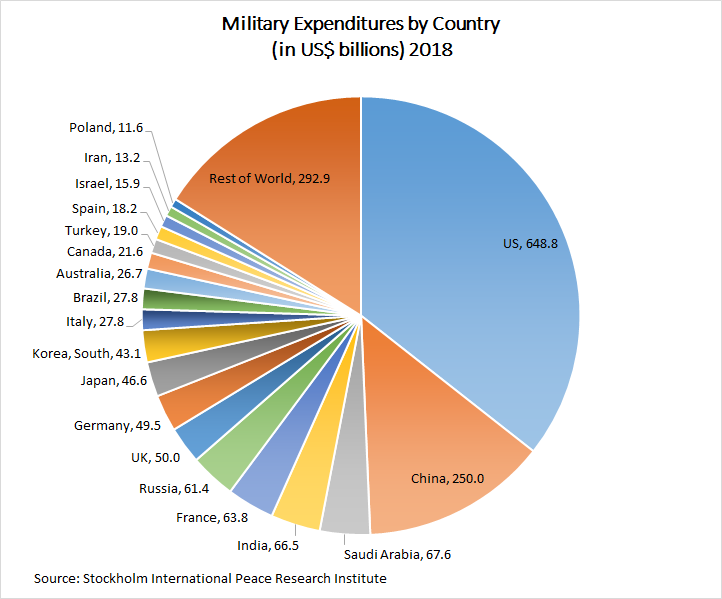 Military Expenditures by Country
(in US$ billions) 2018
Poland, 11.6
Iran, 13.2
Israel, 15.9
Spain, 18.2
Turkey, 19.0
Canada, 21.6
Australia, 26.7
Brazil, 27.8
Italy, 27.8
Korea, South, 43.1
Japan, 46.6
Germany, 49.5
UK, 50.0
Russia, 61.4
France, 63.8
India, 66.5
Saudi Arabia, 67.6
China, 250.0
US, 648.8
Rest of World, 292.9
Source: Stockholm International Peace Research Institute